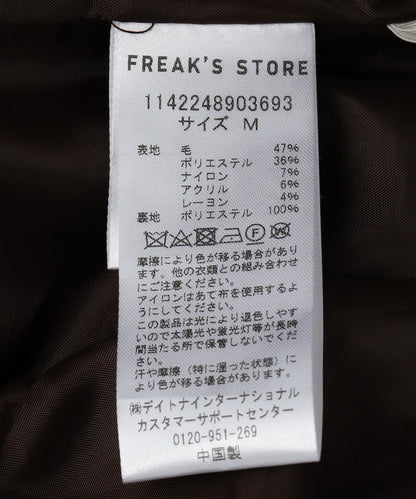 FREAK'S STORE
1142248903693
サイズ M
表地 毛 47%
ポリエステル 36%
ナイロン 7%
アクリル 6%
レーヨン 4%
裏地 ポリエステル 100%
摩擦により色が移る場合があり
ます。他の衣類との組み合わせ
にご注意ください。
アイロンはあて布を使用するよ
うにしてください。
この製品は光により退色しやす
いので太陽光や蛍光灯等が長時
間当たる所で保管しないでくだ
さい。
汗や摩擦（特に湿った状態）に
より色が移る場合があります。
㈱デイトナインターナショナル
カスタマーサポートセンター
0120-951-269
中国製